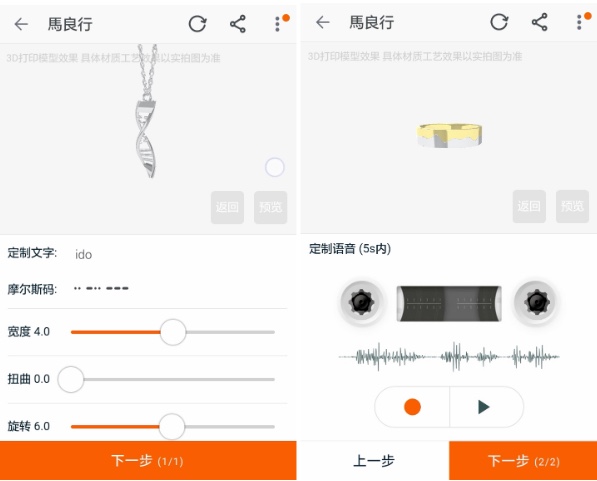 馬良行
3D打印模型效果 具体材质工艺效果以实拍图为准
返回
预览
定制文字: ido
摩尔斯码: ·· —·· ———
宽度 4.0
扭曲 0.0
旋转 6.0
下一步 (1/1)
馬良行
3D打印模型效果 具体材质工艺效果以实拍图为准
返回
预览
定制语音 (5s内)
上一步
下一步 (2/2)